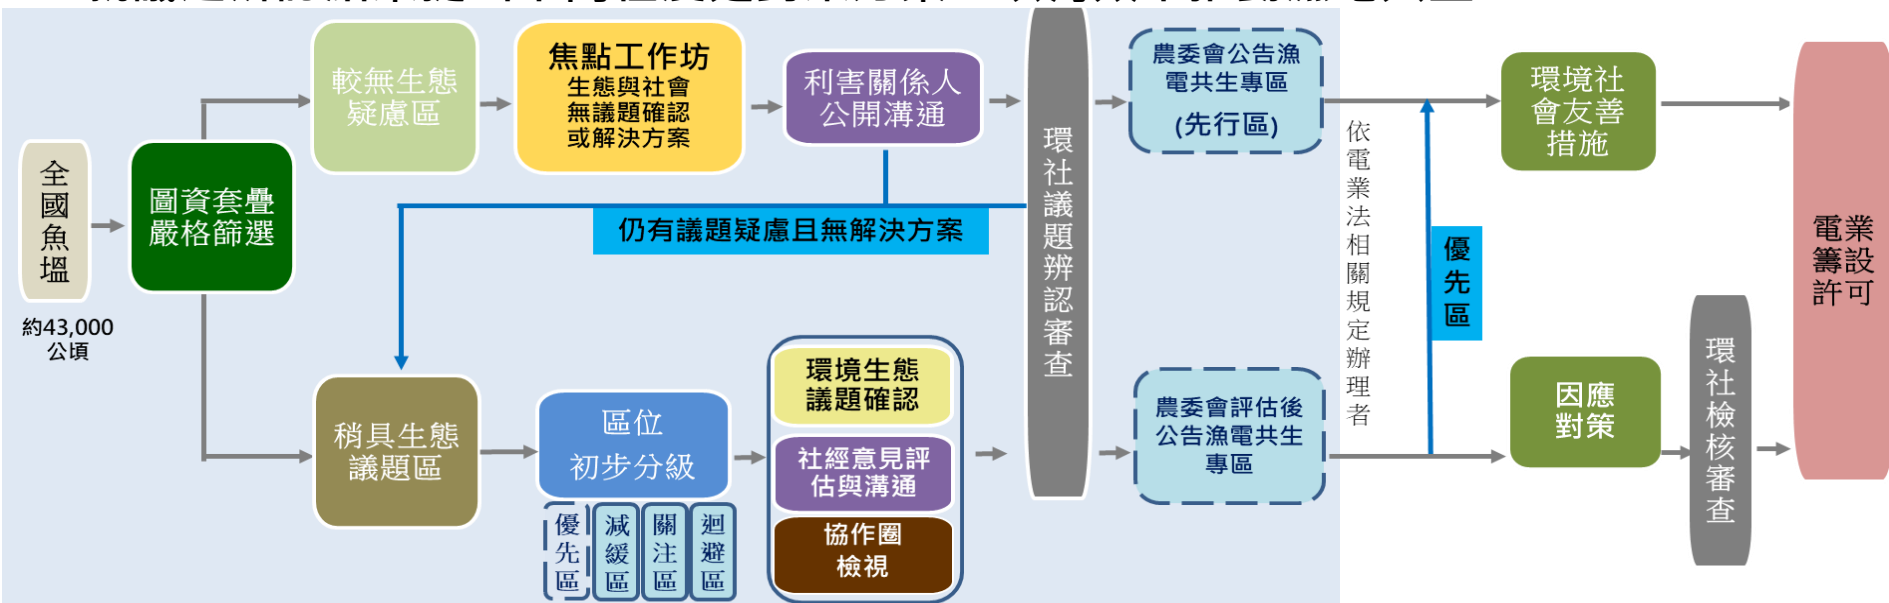 全國魚塭
約43,000
公頃
圖資套疊
嚴格篩選
較無生態
疑慮區
焦點工作坊
生態與社會
無議題確認
或解決方案
利害關係人
公開溝通
仍有議題疑慮且無解決方案
稍具生態
議題區
區位
初步分級
優先區
減緩區
關注區
迴避區
環境生態
議題確認
社經意見評
估與溝通
協作圈
檢視
環社議題辨認審查
農委會公告漁
電共生專區
(先行區)
農委會評估後
公告漁電共生
專區
依電業法相關規定辦理者
優先區
環境社
會友善
措施
因應
對策
環社檢核審查
電業
籌設
許可